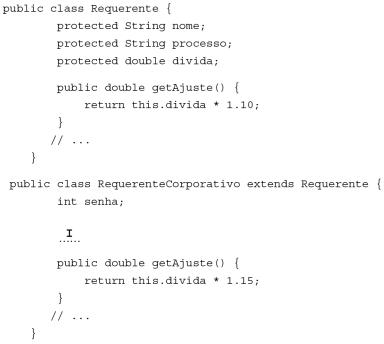 public class Requerente {
protected String nome;
protected String processo;
protected double divida;
public double getAjuste() {
return this.divida * 1.10;
}
// ...
}
public class RequerenteCorporativo extends Requerente {
int senha;
..I...
public double getAjuste() {
return this.divida * 1.15;
}
// ...
}